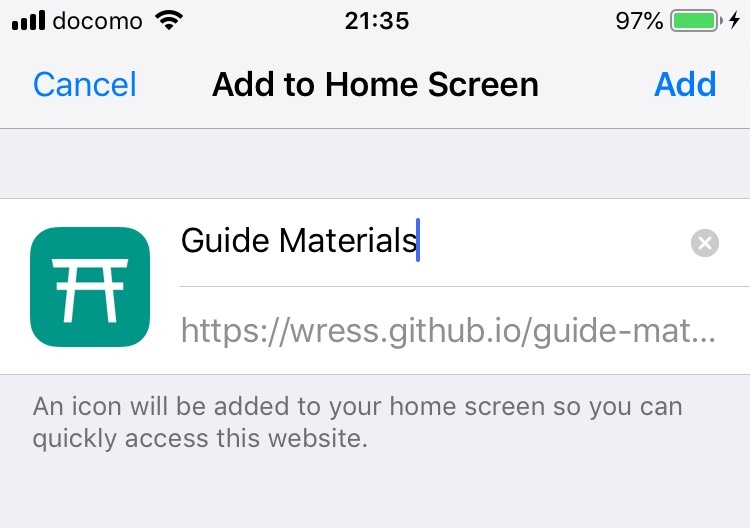 docomo 21:35 97%
Cancel Add to Home Screen Add
Guide Materials
https://wress.github.io/guide-mat...
An icon will be added to your home screen so you can
quickly access this website.